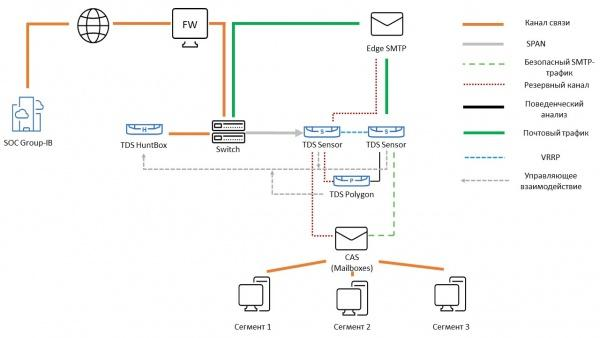 FW
Edge SMTP
SOC Group-IB
H
TDS HuntBox
Switch
S
TDS Sensor
S
TDS Sensor
P
TDS Polygon
CAS
(Mailboxes)
Сегмент 1
Сегмент 2
Сегмент 3
Канал связи
SPAN
Безопасный SMTP-
трафик
Резервный канал
Поведенческий
анализ
Почтовый трафик
VRRP
Управляющее
взаимодействие